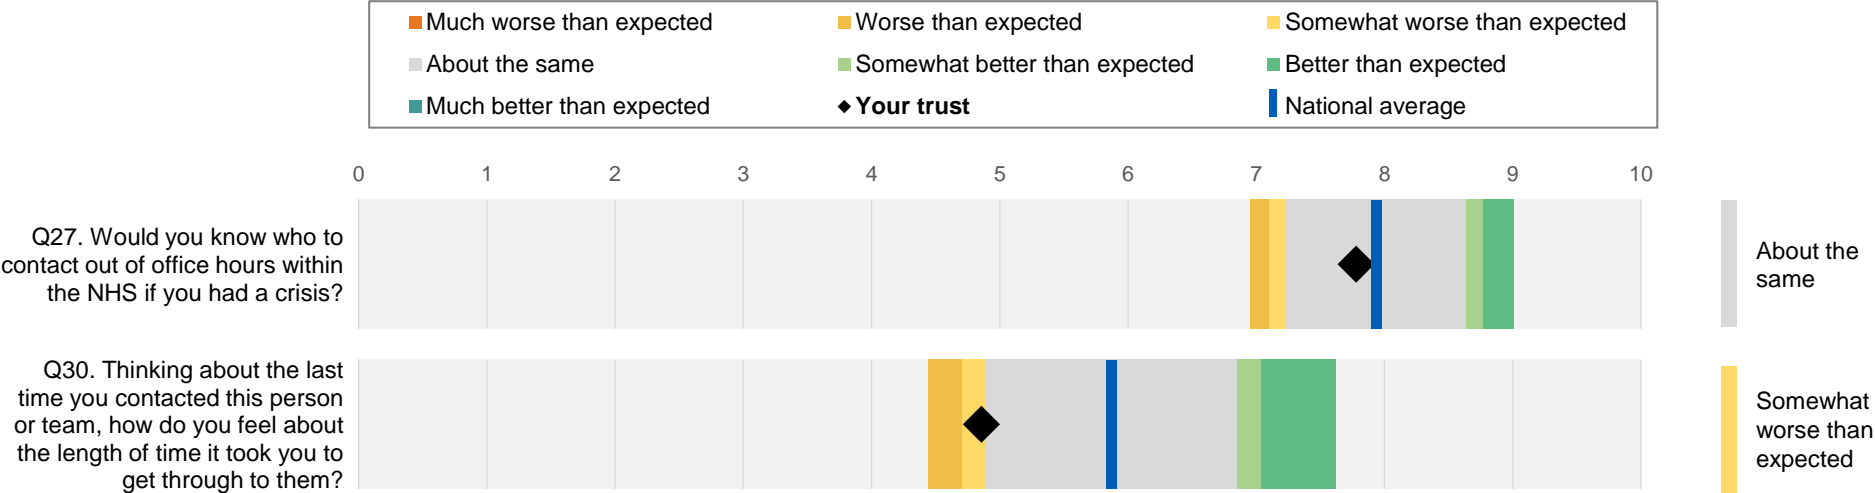 Much worse than expected
Worse than expected
Somewhat worse than expected
About the same
Somewhat better than expected
Better than expected
Much better than expected
Your trust
National average
0 1 2 3 4 5 6 7 8 9 10
Q27. Would you know who to
contact out of office hours within
the NHS if you had a crisis?
About the
same
Q30. Thinking about the last
time you contacted this person
or team, how do you feel about
the length of time it took you to
get through to them?
Somewhat
worse than
expected